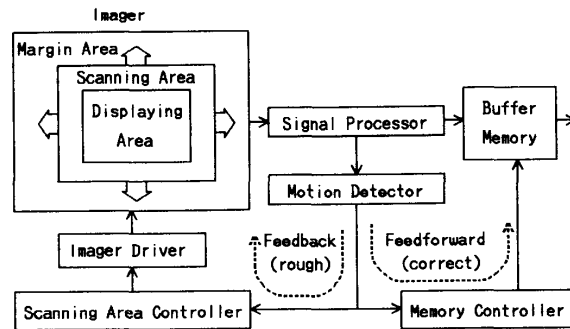 Imager
Margin Area
Scanning Area
Displaying
Area
Signal Processor
Buffer
Memory
Motion Detector
Imager Driver
Feedback
(rough)
Feedforward
(correct)
Scanning Area Controller
Memory Controller